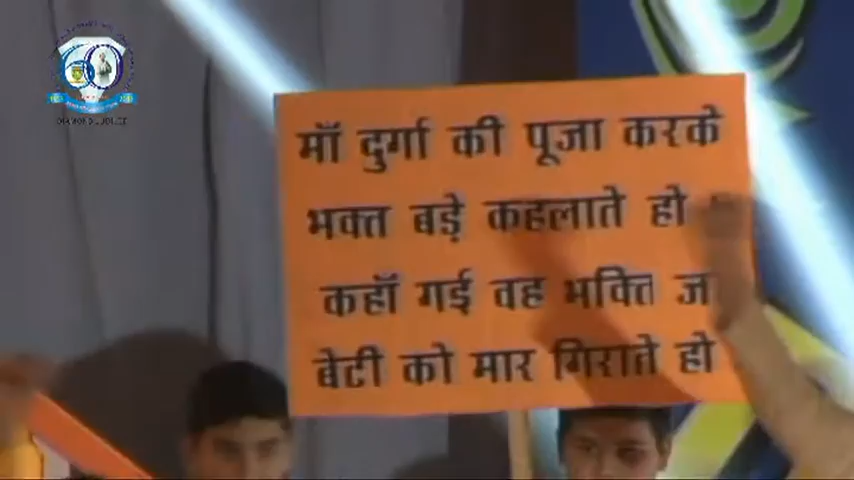 माँ दुर्गा की पूजा करके
भक्त बड़े कहलाते हो
कहाँ गई वह भक्ति ज
बेटी को मार गिराते हो